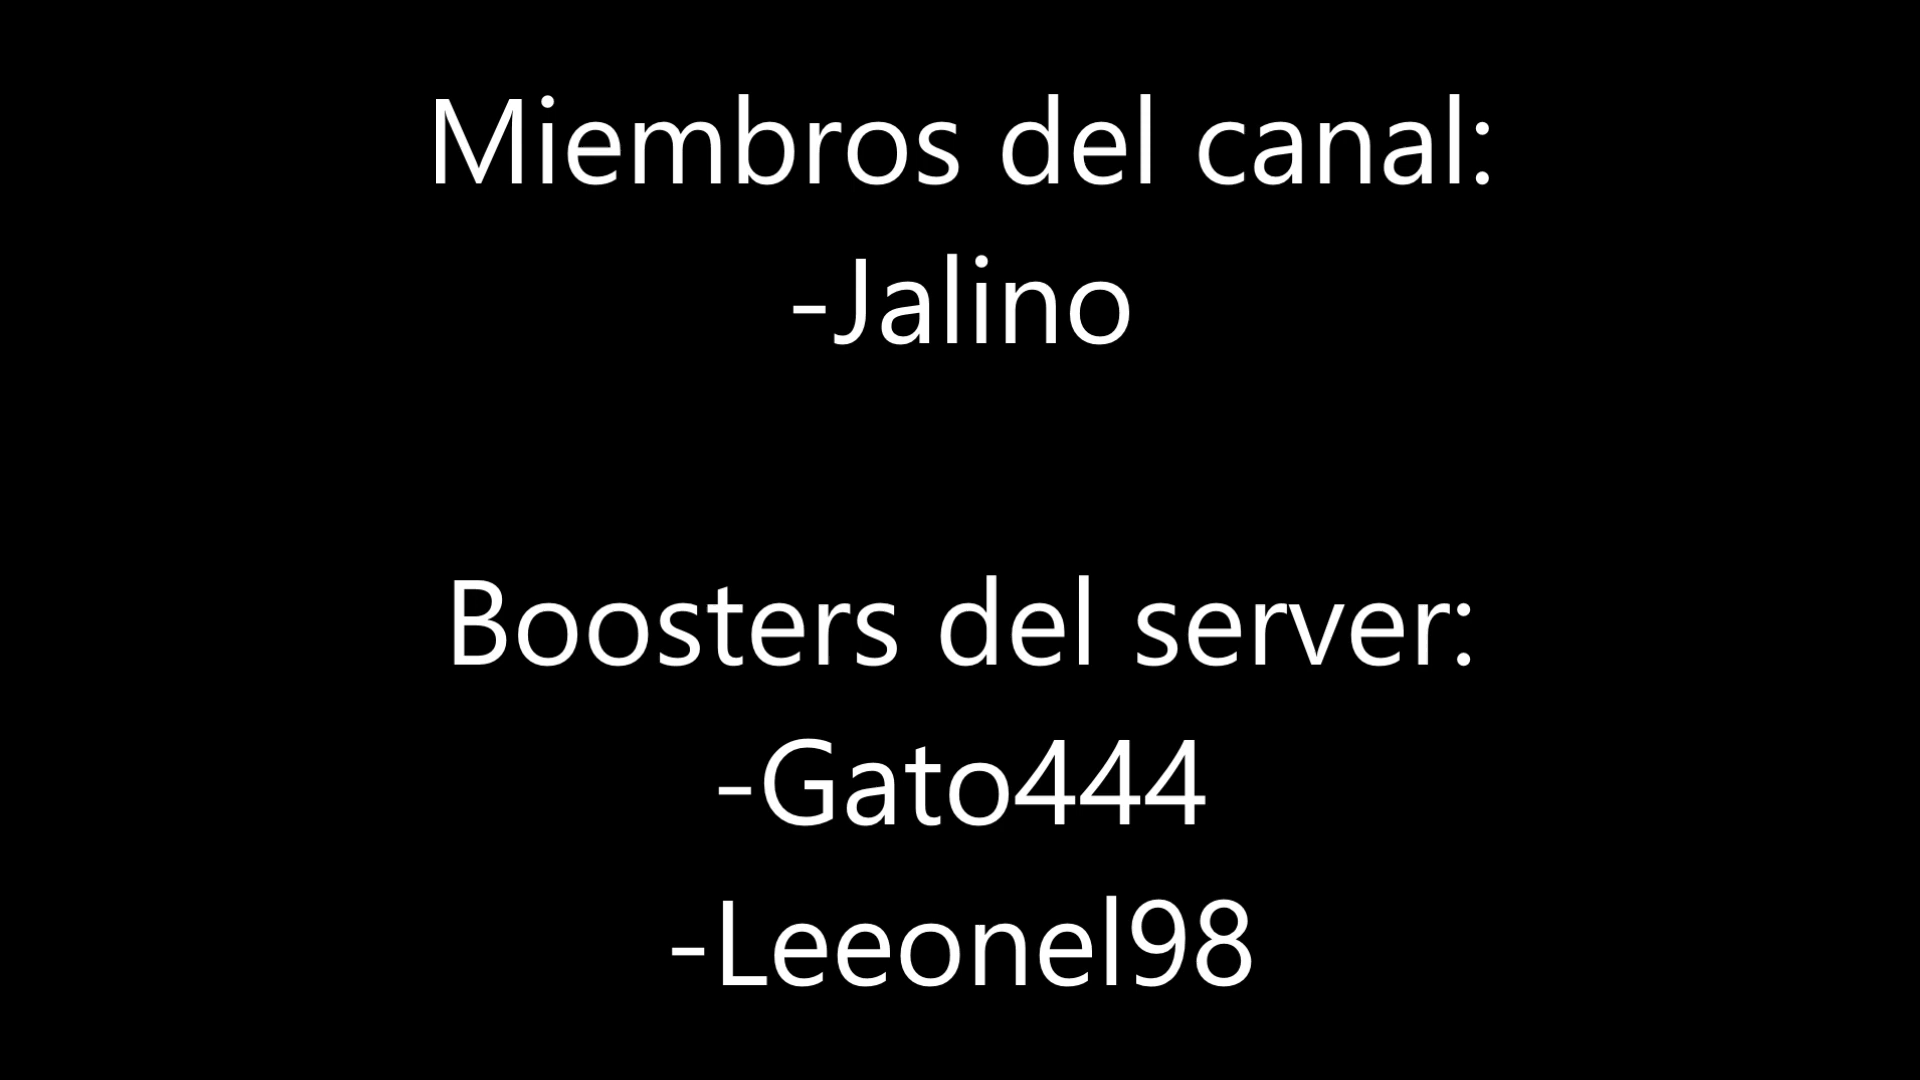 Miembros del canal:
-Jalino
Boosters del server:
-Gato444
-Leeonel98